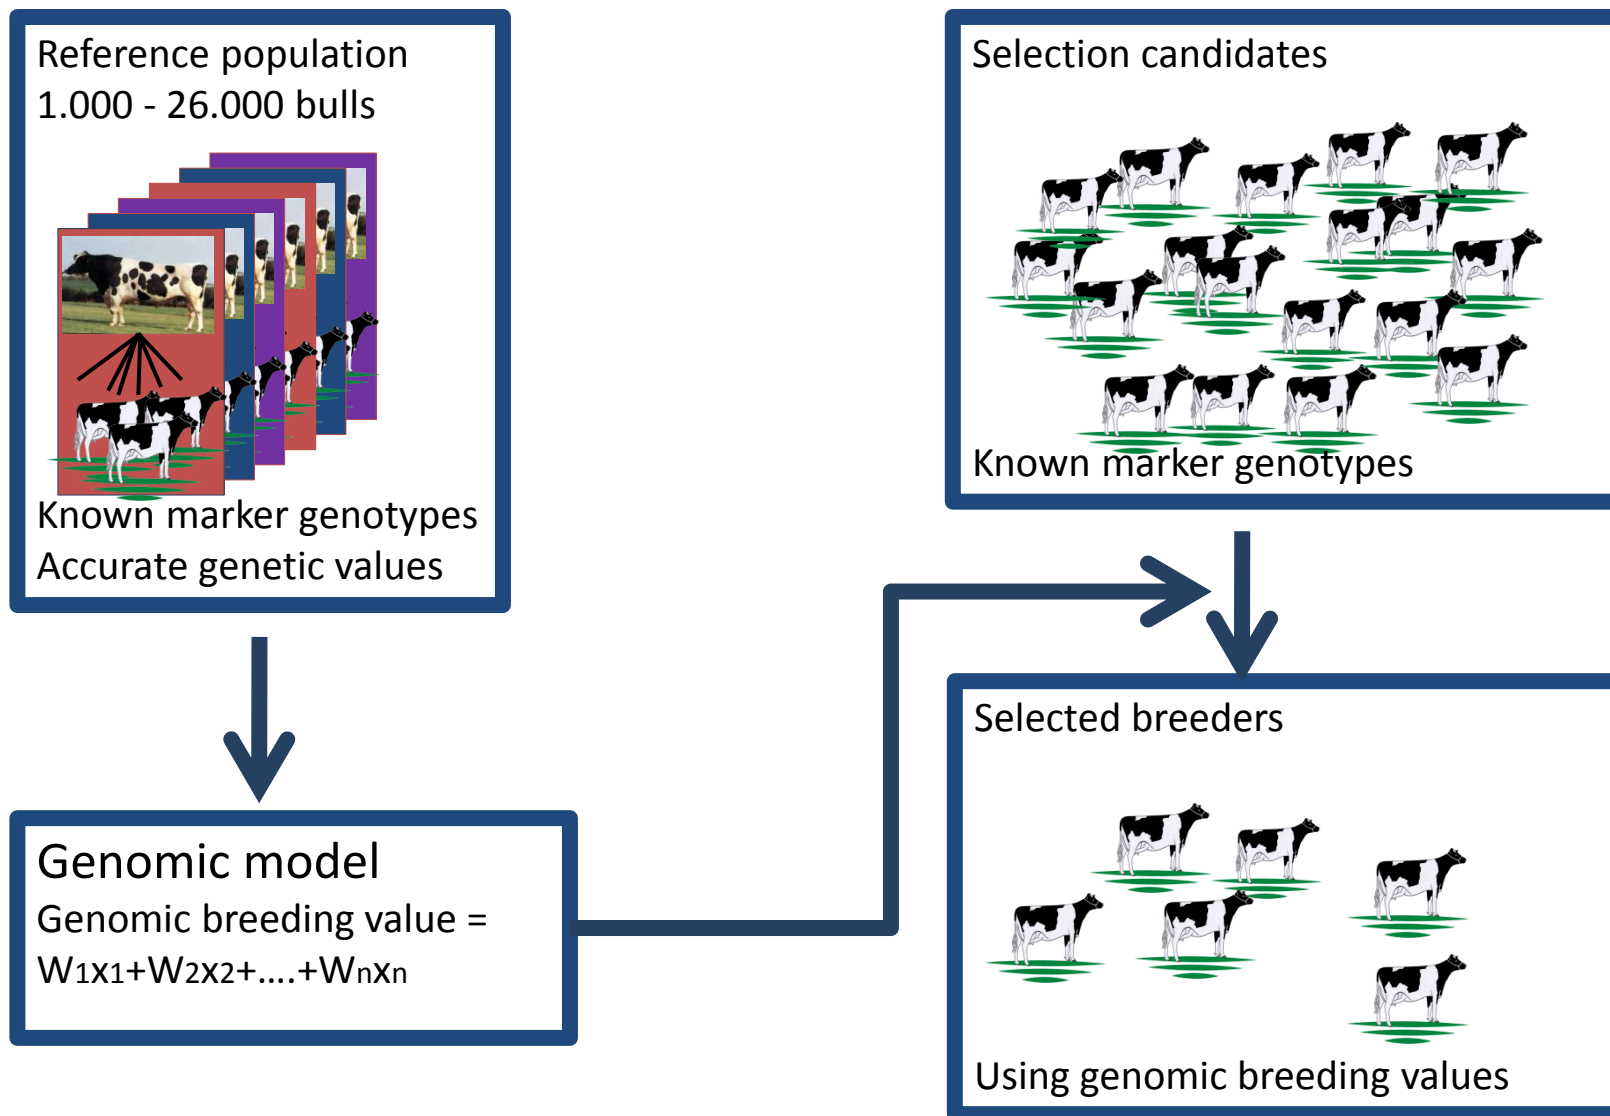 Reference population
1.000 - 26.000 bulls
Known marker genotypes
Accurate genetic values
Genomic model
Genomic breeding value =
W1x1+W2x2+....+Wnxn
Selection candidates
Known marker genotypes
Selected breeders
Using genomic breeding values